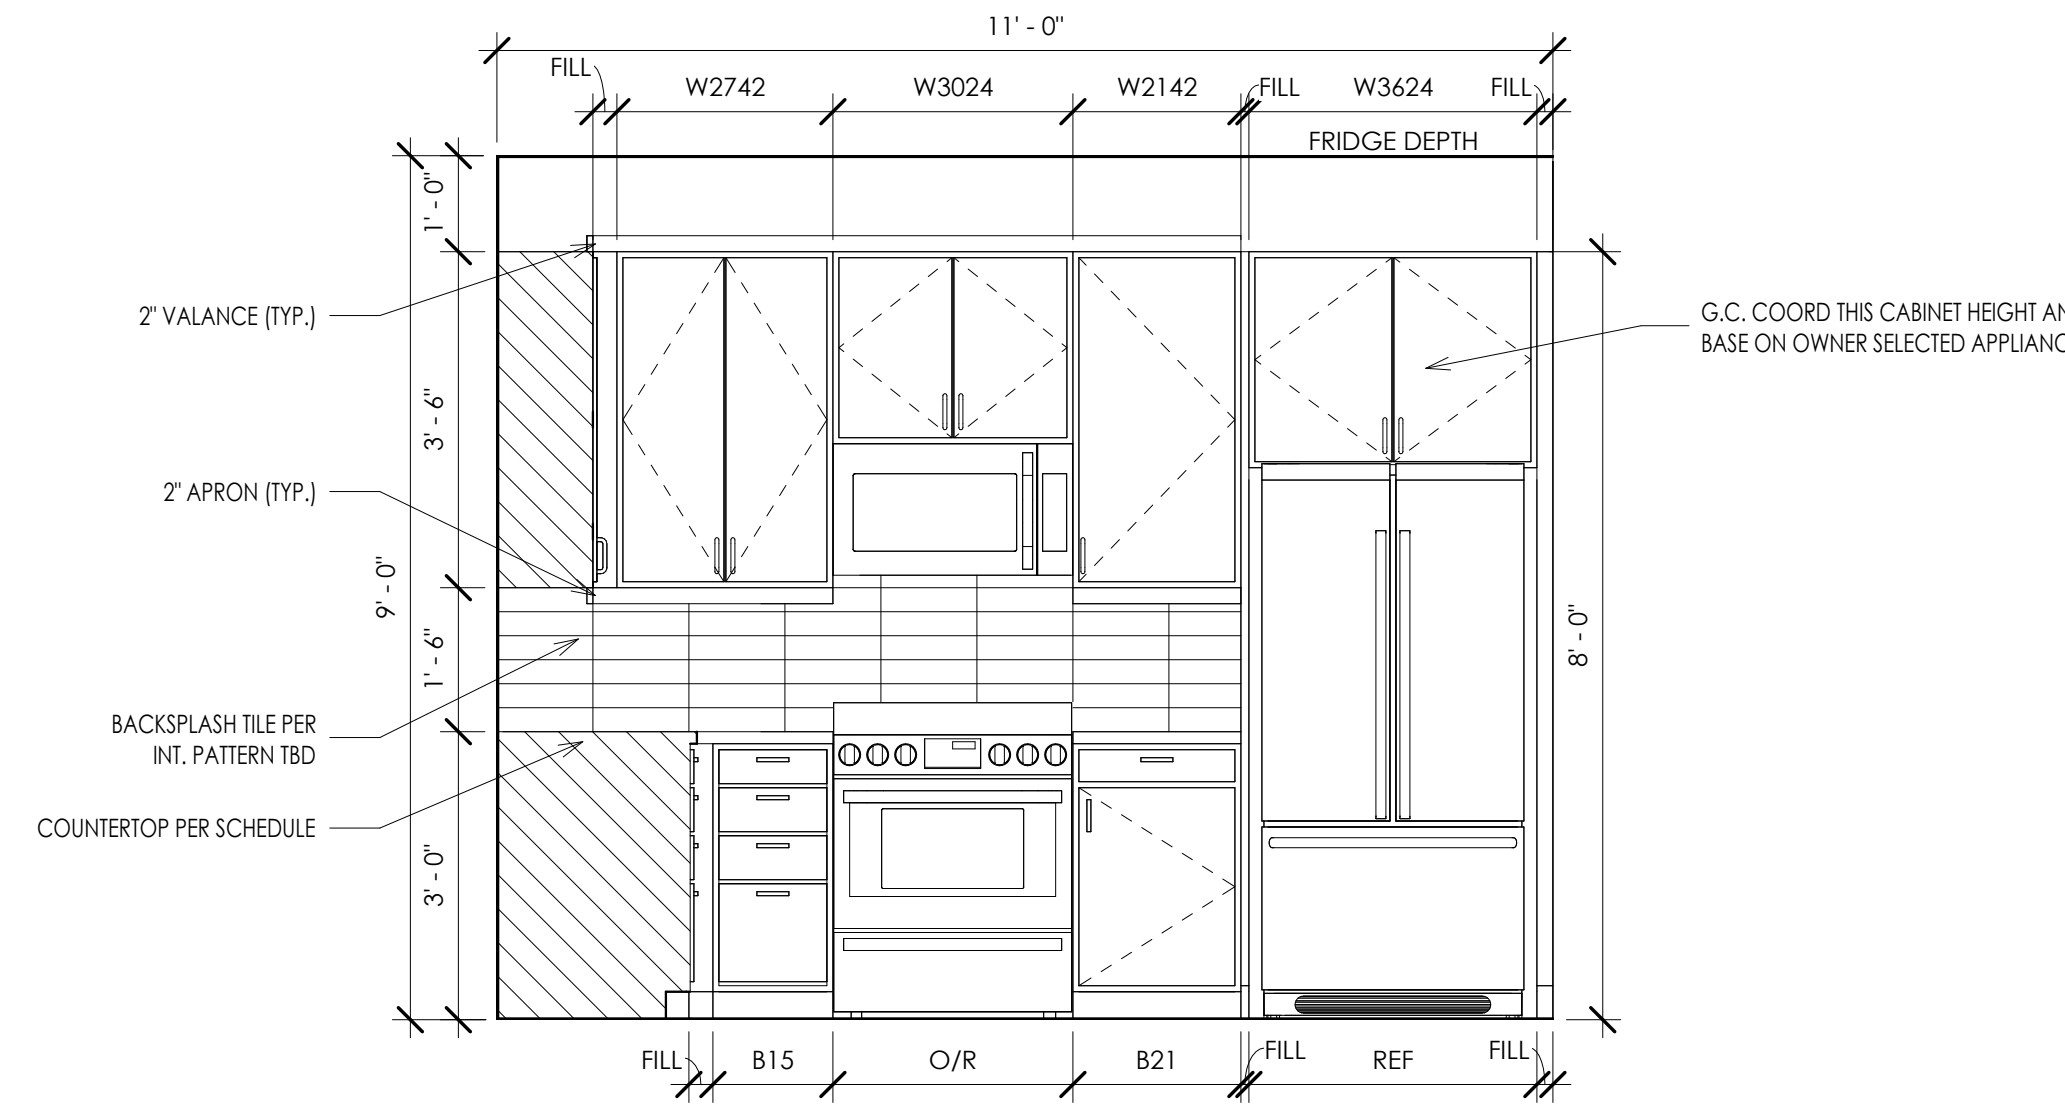 11' - 0"
FILL
W2742
W3024
W2142
FILL
W3624
FILL
FRIDGE DEPTH
1' - 0"
3' - 6"
1' - 6"
3' - 0"
9' - 0"
8' - 0"
2" VALANCE (TYP.)
2" APRON (TYP.)
BACKSPLASH TILE PER
INT. PATTERN TBD
COUNTERTOP PER SCHEDULE
G.C. COORD THIS CABINET HEIGHT
BASE ON OWNER SELECTED
FILL
B15
O/R
B21
FILL
REF
FILL